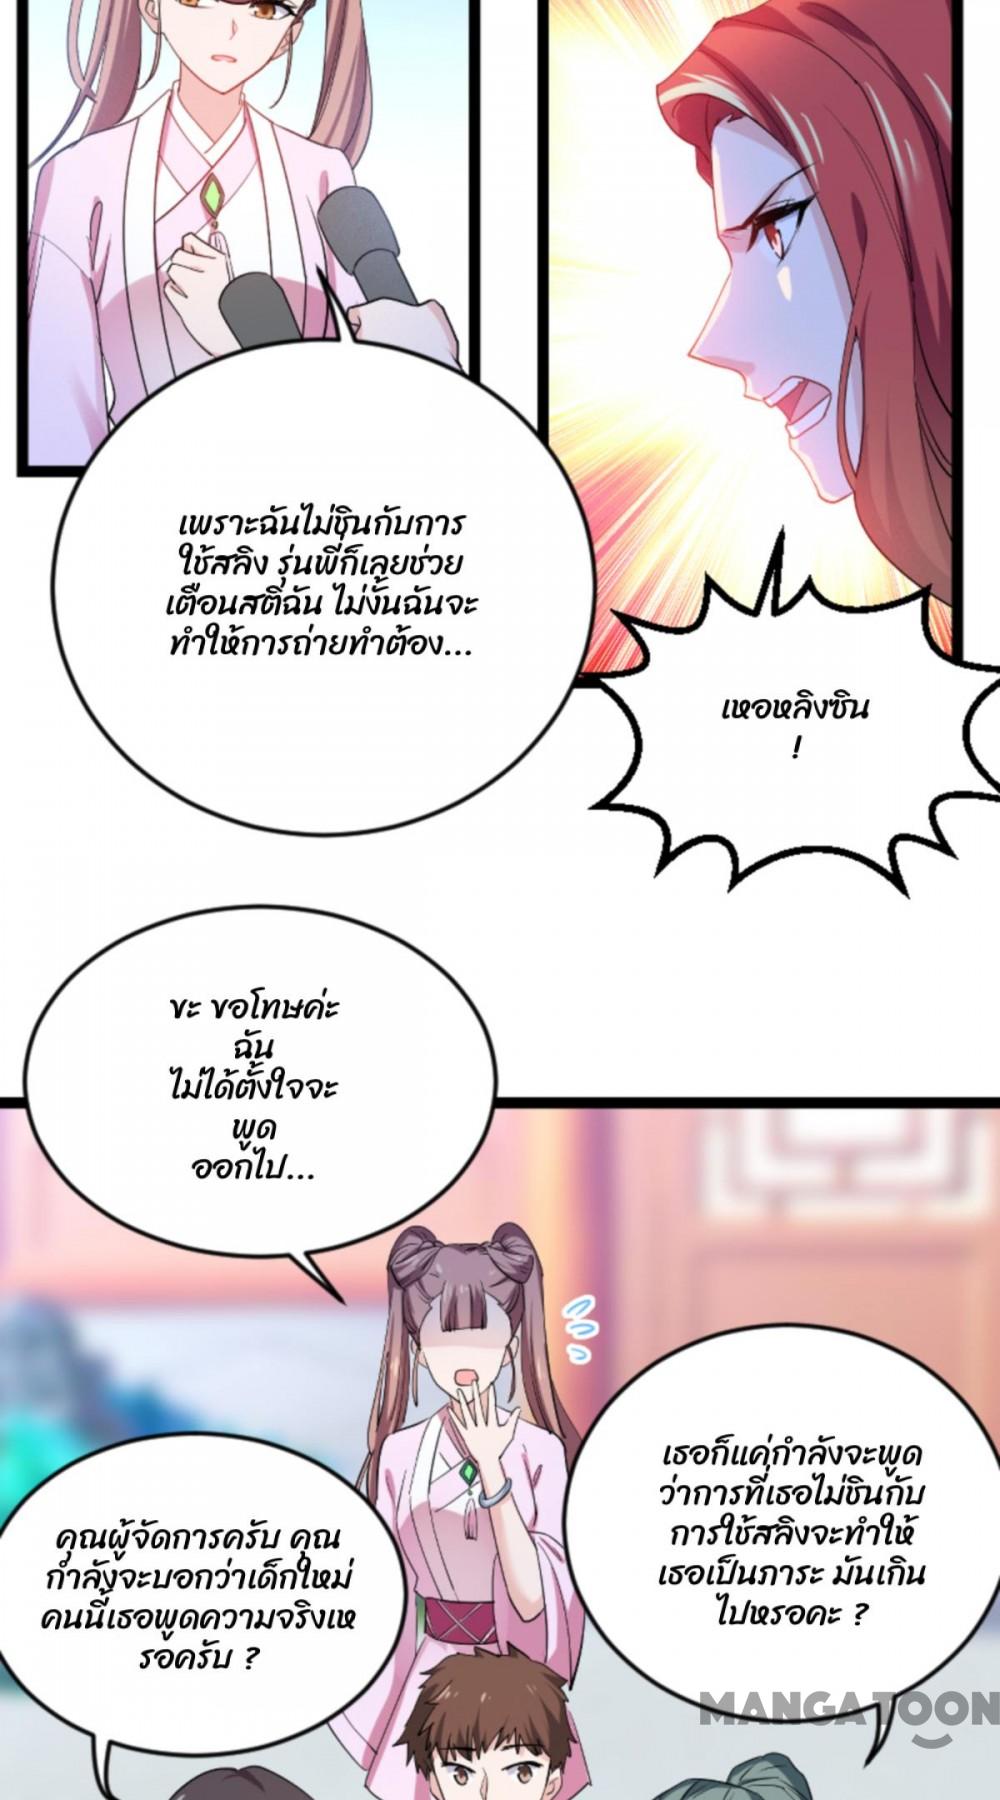 เพราะฉันไม่ชินกับการ
ใช้สลิง รุ่นพี่ก็เลยช่วย
เตือนสติฉัน ไม่งั้นฉันจะ
ทำให้การถ่ายทำต้อง...
เหอหลิงซิน
!
ขะ ขอโทษค่ะ
ฉัน
ไม่ได้ตั้งใจจะ
พูด
ออกไป...
เธอก็แค่กำลังจะพูด
ว่าการที่เธอไม่ชินกับ
การใช้สลิงจะทำให้
เธอเป็นภาระ มันเกิน
ไปหรอคะ ?
คุณผู้จัดการครับ คุณ
กำลังจะบอกว่าเด็กใหม่
คนนี้เธอพูดความจริงเห
รอครับ ?
MANGATOON